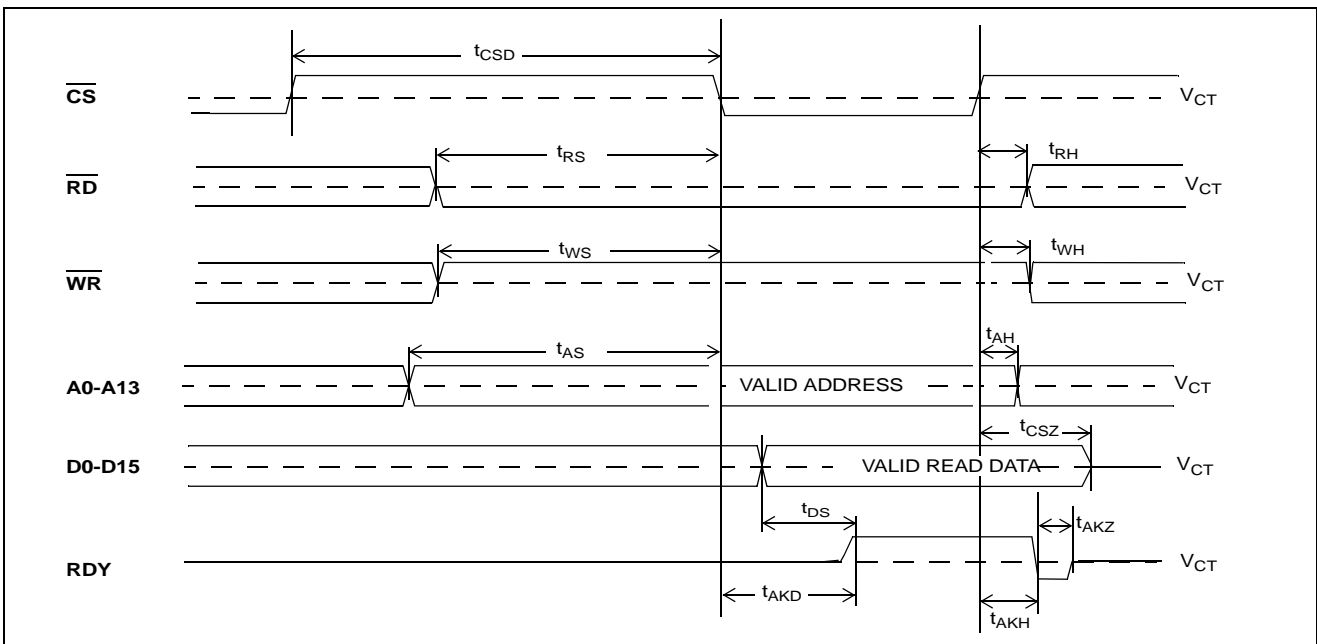 tCSD
CS VCT
tRS tRH
RD VCT
tWS tWH
WR VCT
tAS tAH
A0-A13 VALID ADDRESS VCT
tCSZ
D0-D15 VALID READ DATA VCT
tDS tAKZ
RDY VCT
tAKD tAKH